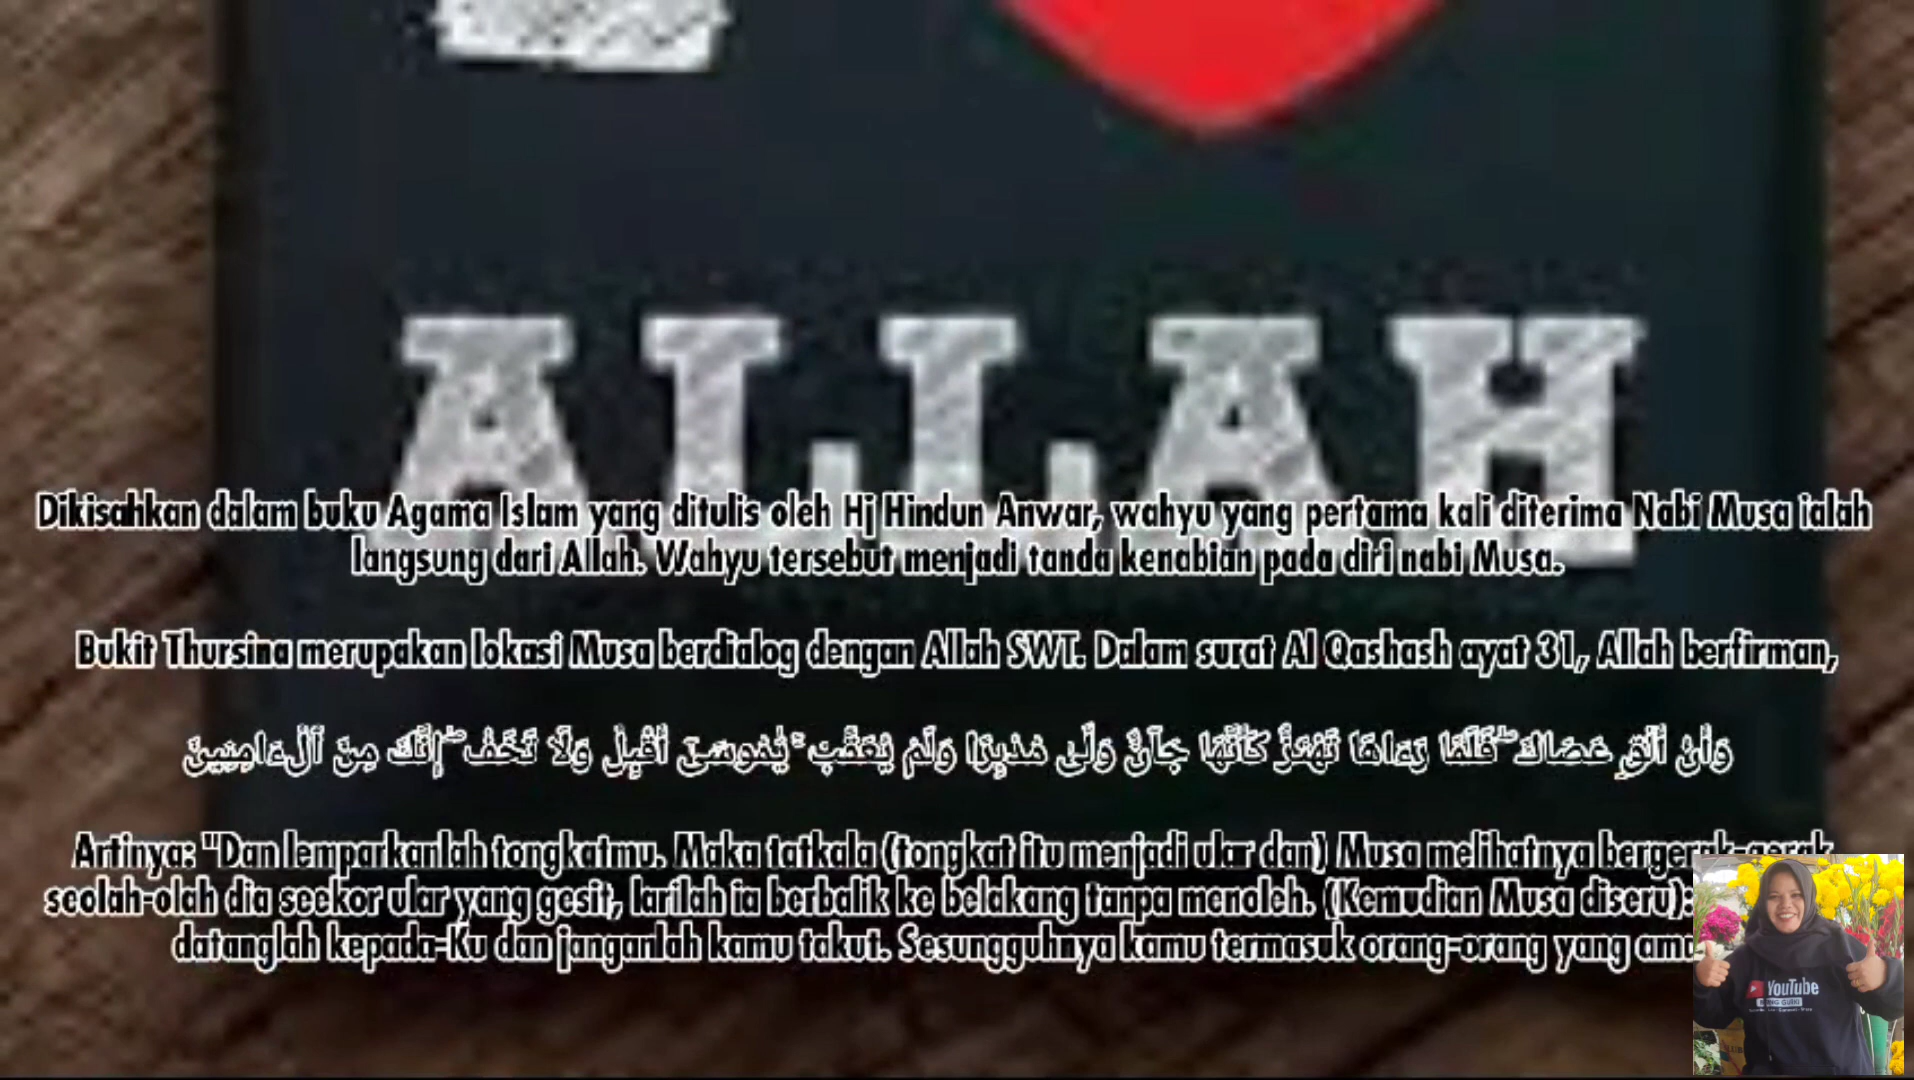 ALLAH
Dikisahkan dalam buku Agama Islam yang ditulis oleh Hj Hindun Anwar, wahyu yang pertama kali diterima Nabi Musa ialah
langsung dari Allah. Wahyu tersebut menjadi tanda kenabian pada diri nabi Musa.
Bukit Thursina merupakan lokasi Musa berdialog dengan Allah SWT. Dalam surat Al Qashash ayat 31, Allah berfirman,
وَأَنْ أَلْقِ عَصَاكَ ۖ فَلَمَّا رَءَاهَا تَهْتَزُّ كَأَنَّهَا جَآنٌّ وَلَّىٰ مُدْبِرًا وَلَمْ يُعَقِّبْ ۚ يَٰمُوسَىٰٓ أَقْبِلْ وَلَا تَخَفْ ۖ إِنَّكَ مِنَ ٱلْءَامِنِينَ
Artinya: "Dan lemparkanlah tongkatmu. Maka tatkala (tongkat itu menjadi ular dan) Musa melihatnya bergerak-gerak
seolah-olah dia seekor ular yang gesit, larilah ia berbalik ke belakang tanpa menoleh. (Kemudian Musa diseru):
datanglah kepada-Ku dan janganlah kamu takut. Sesungguhnya kamu termasuk orang-orang yang
YouTube